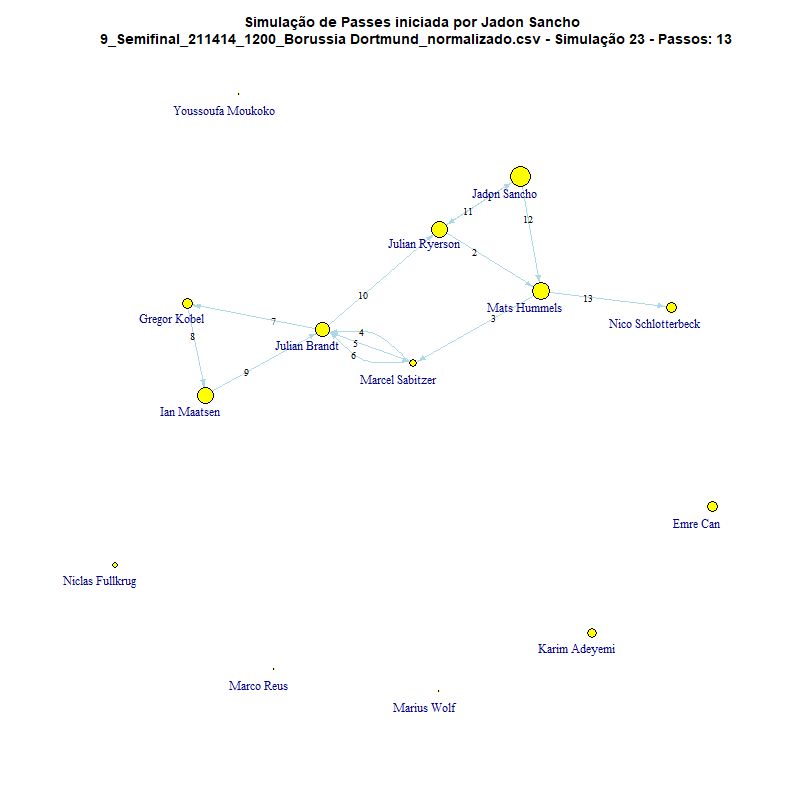 Simulação de Passes iniciada por Jadon Sancho
9_Semifinal_211414_1200_Borussia Dortmund_normalizado.csv - Simulação 23 - Passos: 13
Youssoufa Moukoko
Jadon Sancho
1
11
12
Julian Ryerson
2
10
Mats Hummels
13
Gregor Kobel
7
3
Nico Schlotterbeck
8
Julian Brandt
4
5
6
9
Marcel Sabitzer
Ian Maatsen
Emre Can
Niclas Fullkrug
Karim Adeyemi
Marco Reus
Marius Wolf